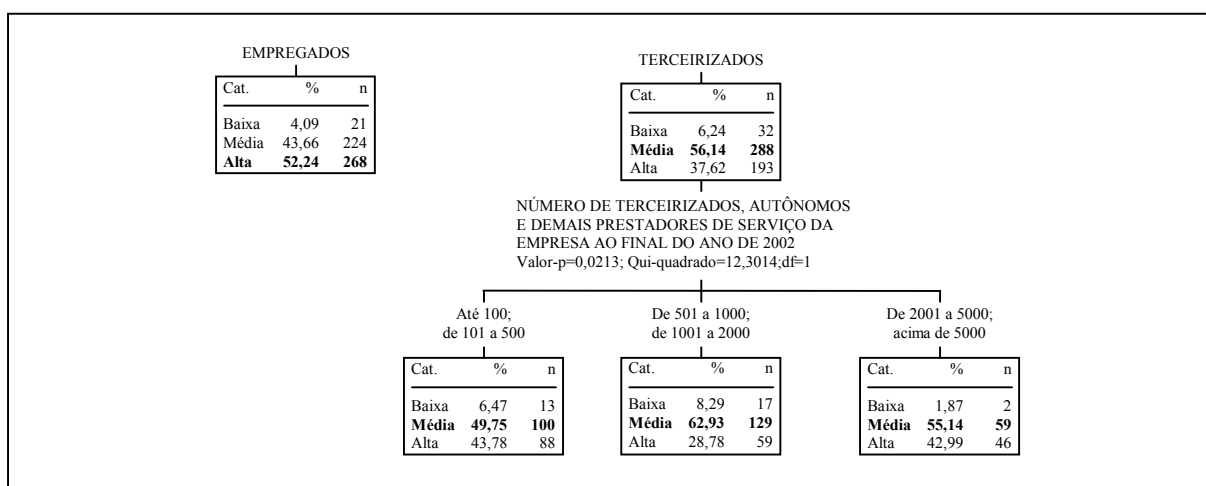 EMPREGADOS
Cat. % n
Baixa 4,09 21
Média 43,66 224
Alta 52,24 268
TERCEIRIZADOS
Cat. % n
Baixa 6,24 32
Média 56,14 288
Alta 37,62 193
NÚMERO DE TERCEIRIZADOS, AUTÔNOMOS
E DEMAIS PRESTADORES DE SERVIÇO DA
EMPRESA AO FINAL DO ANO DE 2002
Valor-p=0,0213; Qui-quadrado=12,3014;df=1
Até 100;
de 101 a 500
Cat. % n
Baixa 6,47 13
Média 49,75 100
Alta 43,78 88
De 501 a 1000;
de 1001 a 2000
Cat. % n
Baixa 8,29 17
Média 62,93 129
Alta 28,78 59
De 2001 a 5000;
acima de 5000
Cat. % n
Baixa 1,87 2
Média 55,14 59
Alta 42,99 46